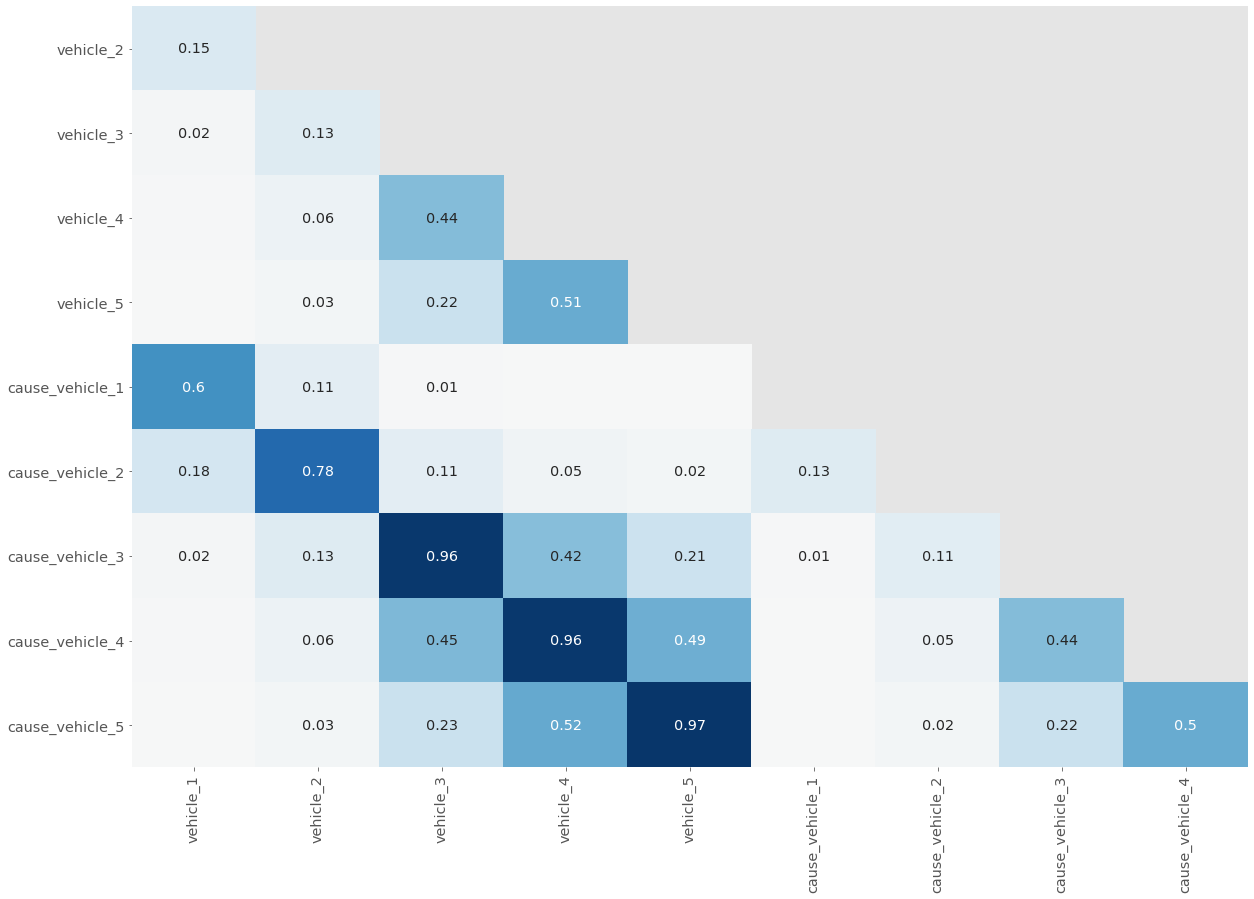 vehicle_2 0.15
vehicle_3 0.02 0.13
vehicle_4 0.06 0.44
vehicle_5 0.03 0.22 0.51
cause_vehicle_1 0.6 0.11 0.01
cause_vehicle_2 0.18 0.78 0.11 0.05 0.02 0.13
cause_vehicle_3 0.02 0.13 0.96 0.42 0.21 0.01 0.11
cause_vehicle_4 0.06 0.45 0.96 0.49 0.05 0.44
cause_vehicle_5 0.03 0.23 0.52 0.97 0.02 0.22 0.5
vehicle_1
vehicle_2
vehicle_3
vehicle_4
vehicle_5
cause_vehicle_1
cause_vehicle_2
cause_vehicle_3
cause_vehicle_4